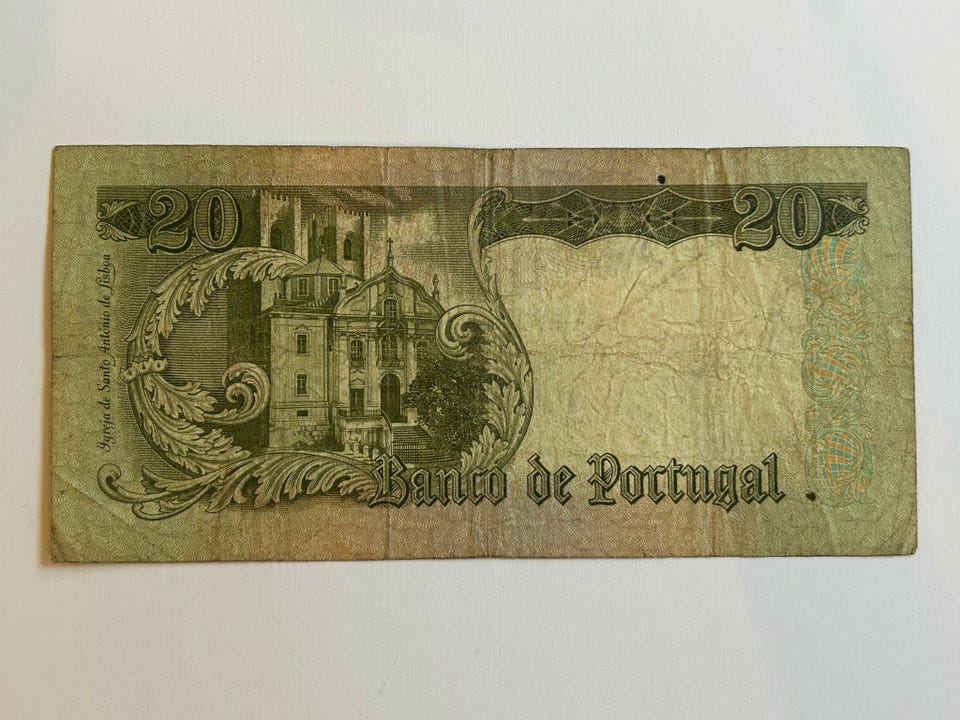 20
20
Igreja de Santo António de Lisboa
Banco de Portugal